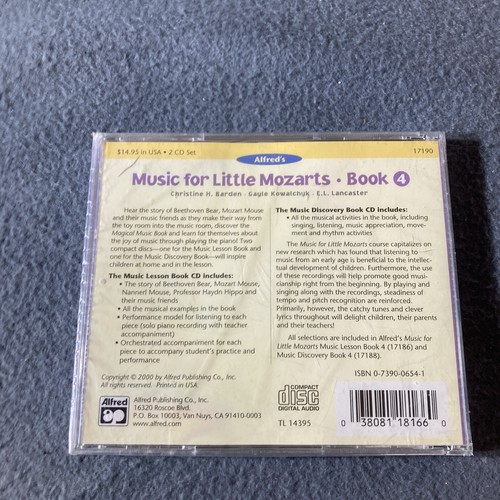 $14.95 in USA • 2 CD Set
17190
Alfred's
Music for Little Mozarts • Book 4
Christine H. Barden · Gayle Kowalchyk · E.L. Lancaster
Hear the story of Beethoven Bear, Mozart Mouse
and their music friends as they make their way from
the toy room into the music room, discover the
Magical Music Book and learn for themselves about
the joy of music through playing the piano! Two
compact discs—one for the Music Lesson Book and
one for the Music Discovery Book—will inspire
children at home and in the lesson.
The Music Lesson Book CD includes:
• The story of Beethoven Bear, Mozart Mouse,
Nannerl Mouse, Professor Haydn Hippo and
their music friends
• All the musical examples in the book
• Performance model for listening to each
piece (solo piano recording with teacher
accompaniment)
• Orchestrated accompaniment for each
piece to accompany student's practice and
performance
The Music Discovery Book CD includes:
• All the musical activities in the book, including
singing, listening, music appreciation, move-
ment and rhythm activities
The Music for Little Mozarts course capitalizes on
new research which has found that listening to
music from an early age is beneficial to the intellec-
tual development of children. Furthermore, the use
of these recordings will help promote good musi-
cianship right from the beginning. By playing and
singing along with the recordings, steadiness of
tempo and pitch recognition are reinforced.
Primarily, however, the catchy tunes and clever
lyrics throughout will delight children, their parents
and their teachers!
All selections are included in Alfred's Music for
Little Mozarts Music Lesson Book 4 (17186) and
Music Discovery Book 4 (17188).
Copyright © 2000 by Alfred Publishing Co., Inc.
All rights reserved. Printed in USA.
Alfred
Alfred Publishing Co., Inc.
16320 Roscoe Blvd.
P.O. Box 10003, Van Nuys, CA 91410-0003
www.alfred.com
COMPACT
disc
DIGITAL AUDIO
TL 14395
ISBN 0-7390-0654-1
0 38081 18166 0